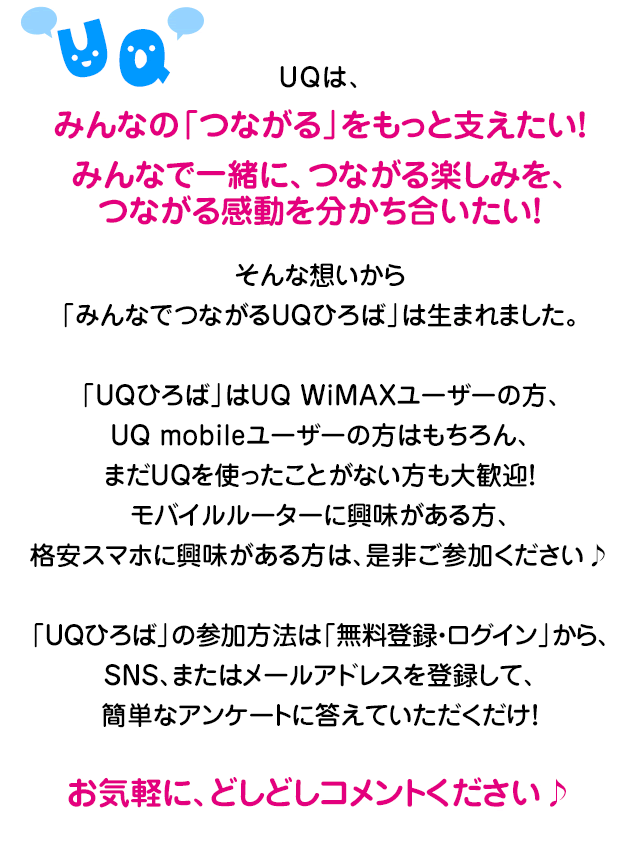 UQ
UQは、
みんなの「つながる」をもっと支えたい!
みんなで一緒に、つながる楽しみを、
つながる感動を分かち合いたい!
そんな想いから
「みんなでつながるUQひろば」は生まれました。
「UQひろば」はUQ WiMAXユーザーの方、
UQ mobileユーザーの方はもちろん、
まだUQを使ったことがない方も大歓迎!
モバイルルーターに興味がある方、
格安スマホに興味がある方は、是非ご参加ください♪
「UQひろば」の参加方法は「無料登録・ログイン」から、
SNS、またはメールアドレスを登録して、
簡単なアンケートに答えていただくだけ!
お気軽に、どしどしコメントください♪